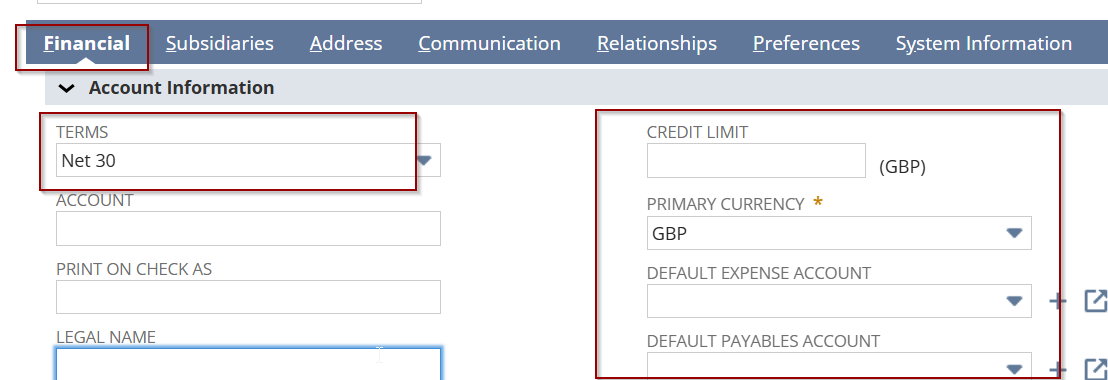 Financial Subsidiaries Address Communication Relationships Preferences System Information
Account Information
TERMS
Net 30
ACCOUNT
PRINT ON CHECK AS
LEGAL NAME
CREDIT LIMIT
(GBP)
PRIMARY CURRENCY *
GBP
DEFAULT EXPENSE ACCOUNT
DEFAULT PAYABLES ACCOUNT